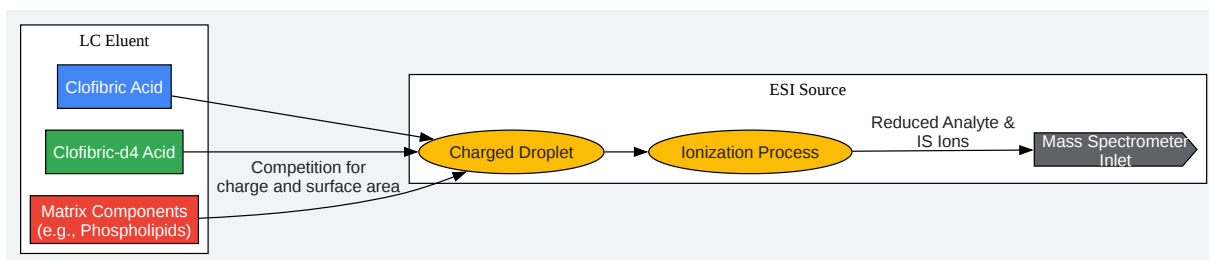 LC Eluent
Clofibric Acid
Clofibric-d4 Acid
Matrix Components
(e.g., Phospholipids)
Competition for
charge and surface area
ESI Source
Charged Droplet
Ionization Process
Reduced Analyte &
IS Ions
Mass Spectrometer
Inlet